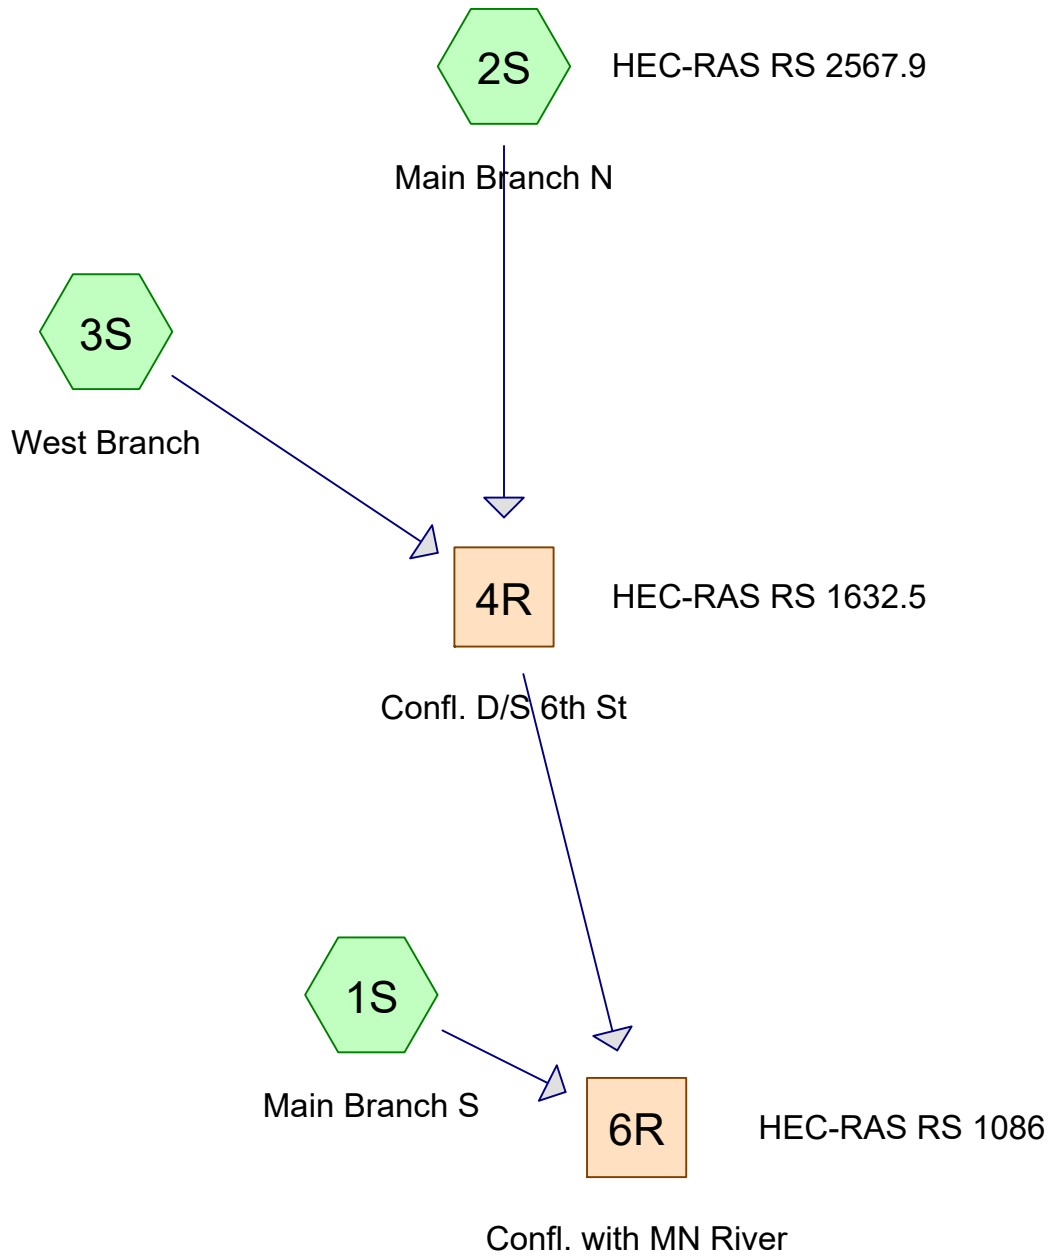 2S
HEC-RAS RS 2567.9
Main Branch N
3S
West Branch
4R
HEC-RAS RS 1632.5
Confl. D/S 6th St
1S
Main Branch S
6R
HEC-RAS RS 1086
Confl. with MN River